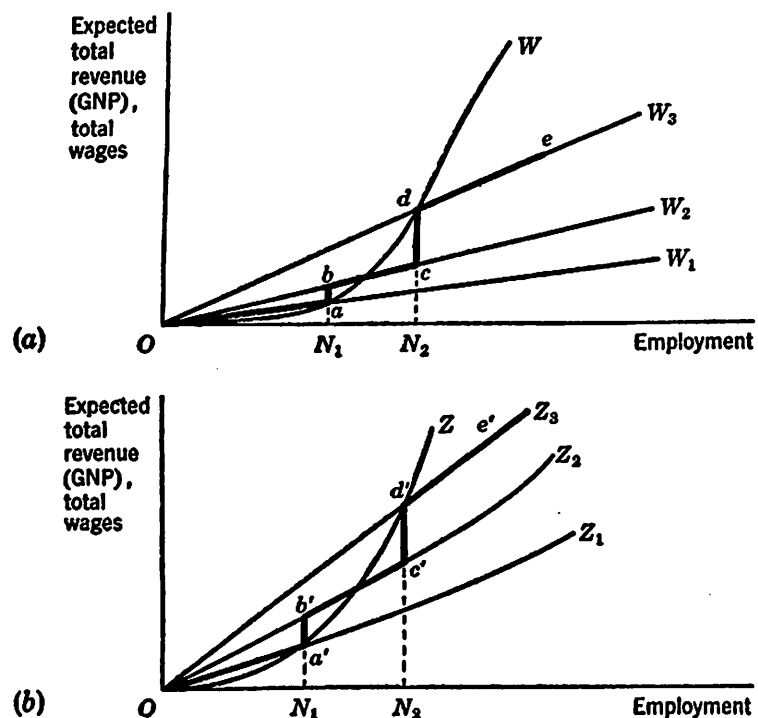 Expected
total
revenue
(GNP),
total
wages
W
W₃
e
d
W₂
b
c
W₁
a
(a)
O
N₁
N₂
Employment
Expected
total
revenue
(GNP),
total
wages
Z
e'
Z₃
Z₂
d'
c'
Z₁
b'
a'
(b)
O
N₁
N₂
Employment